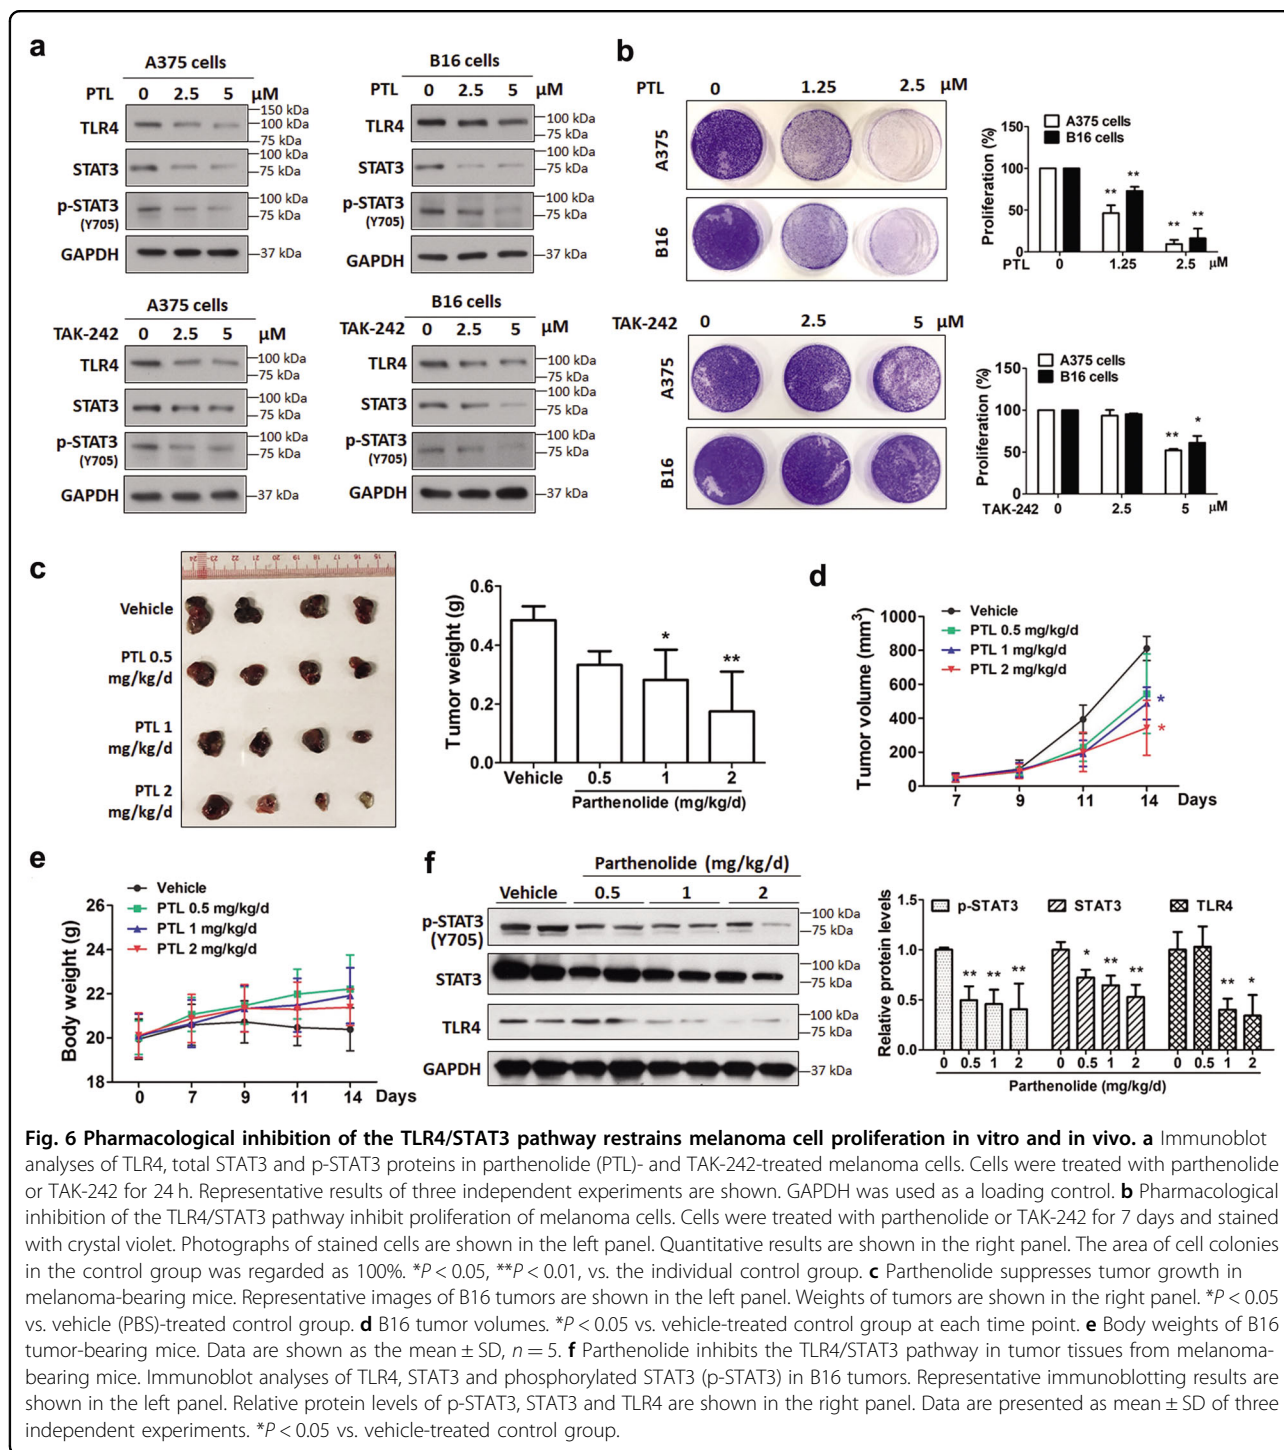 a
A375 cells
PTL 0 2.5 5 μM
TLR4
150 kDa
100 kDa
75 kDa
STAT3
100 kDa
75 kDa
p-STAT3
(Y705)
100 kDa
75 kDa
GAPDH
37 kDa
B16 cells
PTL 0 2.5 5 μM
TLR4
100 kDa
75 kDa
STAT3
100 kDa
75 kDa
p-STAT3
(Y705)
100 kDa
75 kDa
GAPDH
37 kDa
A375 cells
TAK-242 0 2.5 5 μM
TLR4
100 kDa
75 kDa
STAT3
100 kDa
75 kDa
p-STAT3
(Y705)
100 kDa
75 kDa
GAPDH
37 kDa
B16 cells
TAK-242 0 2.5 5 μM
TLR4
100 kDa
75 kDa
STAT3
100 kDa
75 kDa
p-STAT3
(Y705)
100 kDa
75 kDa
GAPDH
37 kDa
b
PTL 0 1.25 2.5 μM
A375
B16
A375 cells
B16 cells
Proliferation (%)
150
100
50
0
** ** ** **
PTL 0 1.25 2.5 μM
TAK-242 0 2.5 5 μM
A375
B16
A375 cells
B16 cells
Proliferation (%)
150
100
50
0
** *
TAK-242 0 2.5 5 μM
c
24 23 22 21 20 19 18 17 16 15
Vehicle
PTL 0.5
mg/kg/d
PTL 1
mg/kg/d
PTL 2
mg/kg/d
Tumor weight (g)
0.6
0.4
0.2
0.0
* **
Vehicle 0.5 1 2
Parthenolide (mg/kg/d)
d
Vehicle
PTL 0.5 mg/kg/d
PTL 1 mg/kg/d
PTL 2 mg/kg/d
Tumor volume (mm³)
1000
800
600
400
200
0
*
*
7 9 11 14 Days
e
Vehicle
PTL 0.5 mg/kg/d
PTL 1 mg/kg/d
PTL 2 mg/kg/d
Body weight (g)
26
24
22
20
18
0 7 9 11 14 Days
f
Parthenolide (mg/kg/d)
Vehicle 0.5 1 2
p-STAT3
(Y705)
100 kDa
75 kDa
STAT3
100 kDa
75 kDa
TLR4
100 kDa
75 kDa
GAPDH
37 kDa
p-STAT3 STAT3 TLR4
Relative protein levels
1.5
1.0
0.5
0.0
** ** ** * ** ** ** *
0 0.5 1 2 0 0.5 1 2 0 0.5 1 2
Parthenolide (mg/kg/d)
Fig. 6 Pharmacological inhibition of the TLR4/STAT3 pathway restrains melanoma cell proliferation in vitro and in vivo. a Immunoblot
analyses of TLR4, total STAT3 and p-STAT3 proteins in parthenolide (PTL)- and TAK-242-treated melanoma cells. Cells were treated with parthenolide
or TAK-242 for 24 h. Representative results of three independent experiments are shown. GAPDH was used as a loading control. b Pharmacological
inhibition of the TLR4/STAT3 pathway inhibit proliferation of melanoma cells. Cells were treated with parthenolide or TAK-242 for 7 days and stained
with crystal violet. Photographs of stained cells are shown in the left panel. Quantitative results are shown in the right panel. The area of cell colonies
in the control group was regarded as 100%. *P < 0.05, **P < 0.01, vs. the individual control group. c Parthenolide suppresses tumor growth in
melanoma-bearing mice. Representative images of B16 tumors are shown in the left panel. Weights of tumors are shown in the right panel. *P < 0.05
vs. vehicle (PBS)-treated control group. d B16 tumor volumes. *P < 0.05 vs. vehicle-treated control group at each time point. e Body weights of B16
tumor-bearing mice. Data are shown as the mean ± SD, n = 5. f Parthenolide inhibits the TLR4/STAT3 pathway in tumor tissues from melanoma-
bearing mice. Immunoblot analyses of TLR4, STAT3 and phosphorylated STAT3 (p-STAT3) in B16 tumors. Representative immunoblotting results are
shown in the left panel. Relative protein levels of p-STAT3, STAT3 and TLR4 are shown in the right panel. Data are presented as mean ± SD of three
independent experiments. *P < 0.05 vs. vehicle-treated control group.